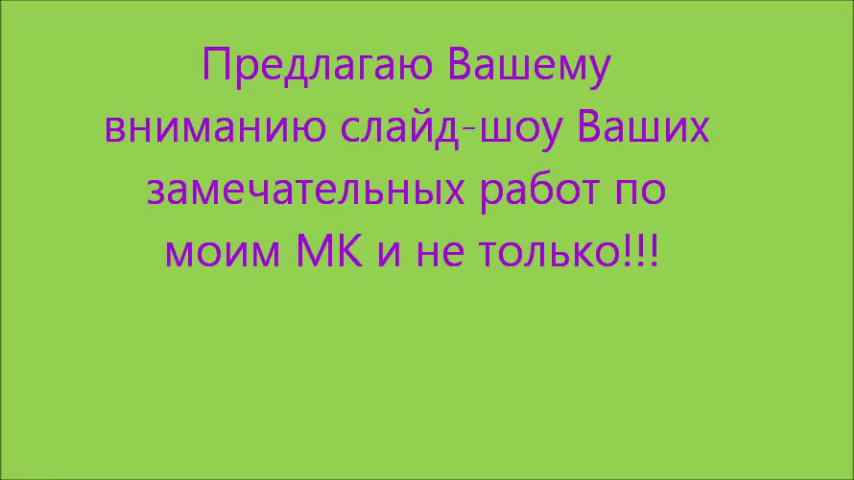 Предлагаю Вашему
вниманию слайд-шоу Ваших
замечательных работ по
моим МК и не только!!!